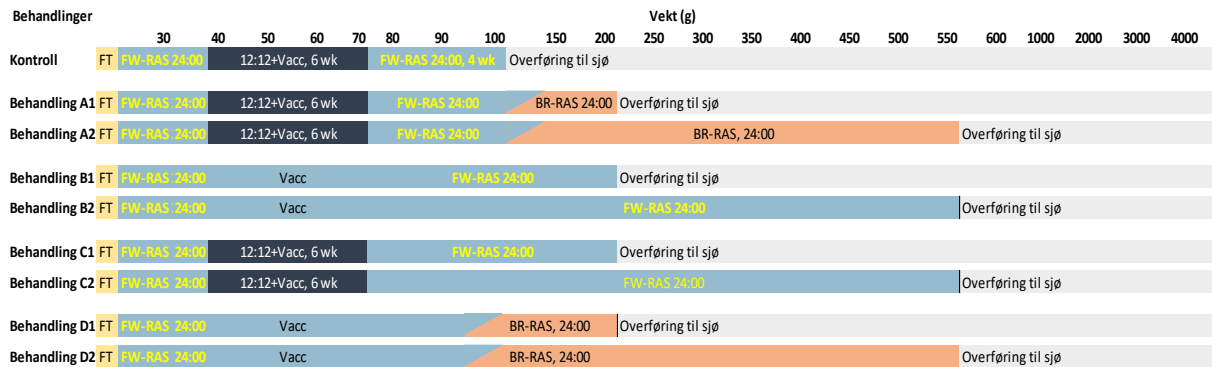 Behandlinger Vekt (g)
30 40 50 60 70 80 90 100 150 200 250 300 350 400 450 500 550 600 1000 2000 3000 4000
Kontroll FT FW-RAS 24:00 12:12+Vacc, 6 wk FW-RAS 24:00, 4 wk Overføring til sjø
Behandling A1 FT FW-RAS 24:00 12:12+Vacc, 6 wk FW-RAS 24:00 BR-RAS 24:00 Overføring til sjø
Behandling A2 FT FW-RAS 24:00 12:12+Vacc, 6 wk FW-RAS 24:00 BR-RAS, 24:00 Overføring til sjø
Behandling B1 FT FW-RAS 24:00 Vacc FW-RAS 24:00 Overføring til sjø
Behandling B2 FT FW-RAS 24:00 Vacc FW-RAS 24:00 Overføring til sjø
Behandling C1 FT FW-RAS 24:00 12:12+Vacc, 6 wk FW-RAS 24:00 Overføring til sjø
Behandling C2 FT FW-RAS 24:00 12:12+Vacc, 6 wk FW-RAS 24:00 Overføring til sjø
Behandling D1 FT FW-RAS 24:00 Vacc BR-RAS, 24:00 Overføring til sjø
Behandling D2 FT FW-RAS 24:00 Vacc BR-RAS, 24:00 Overføring til sjø